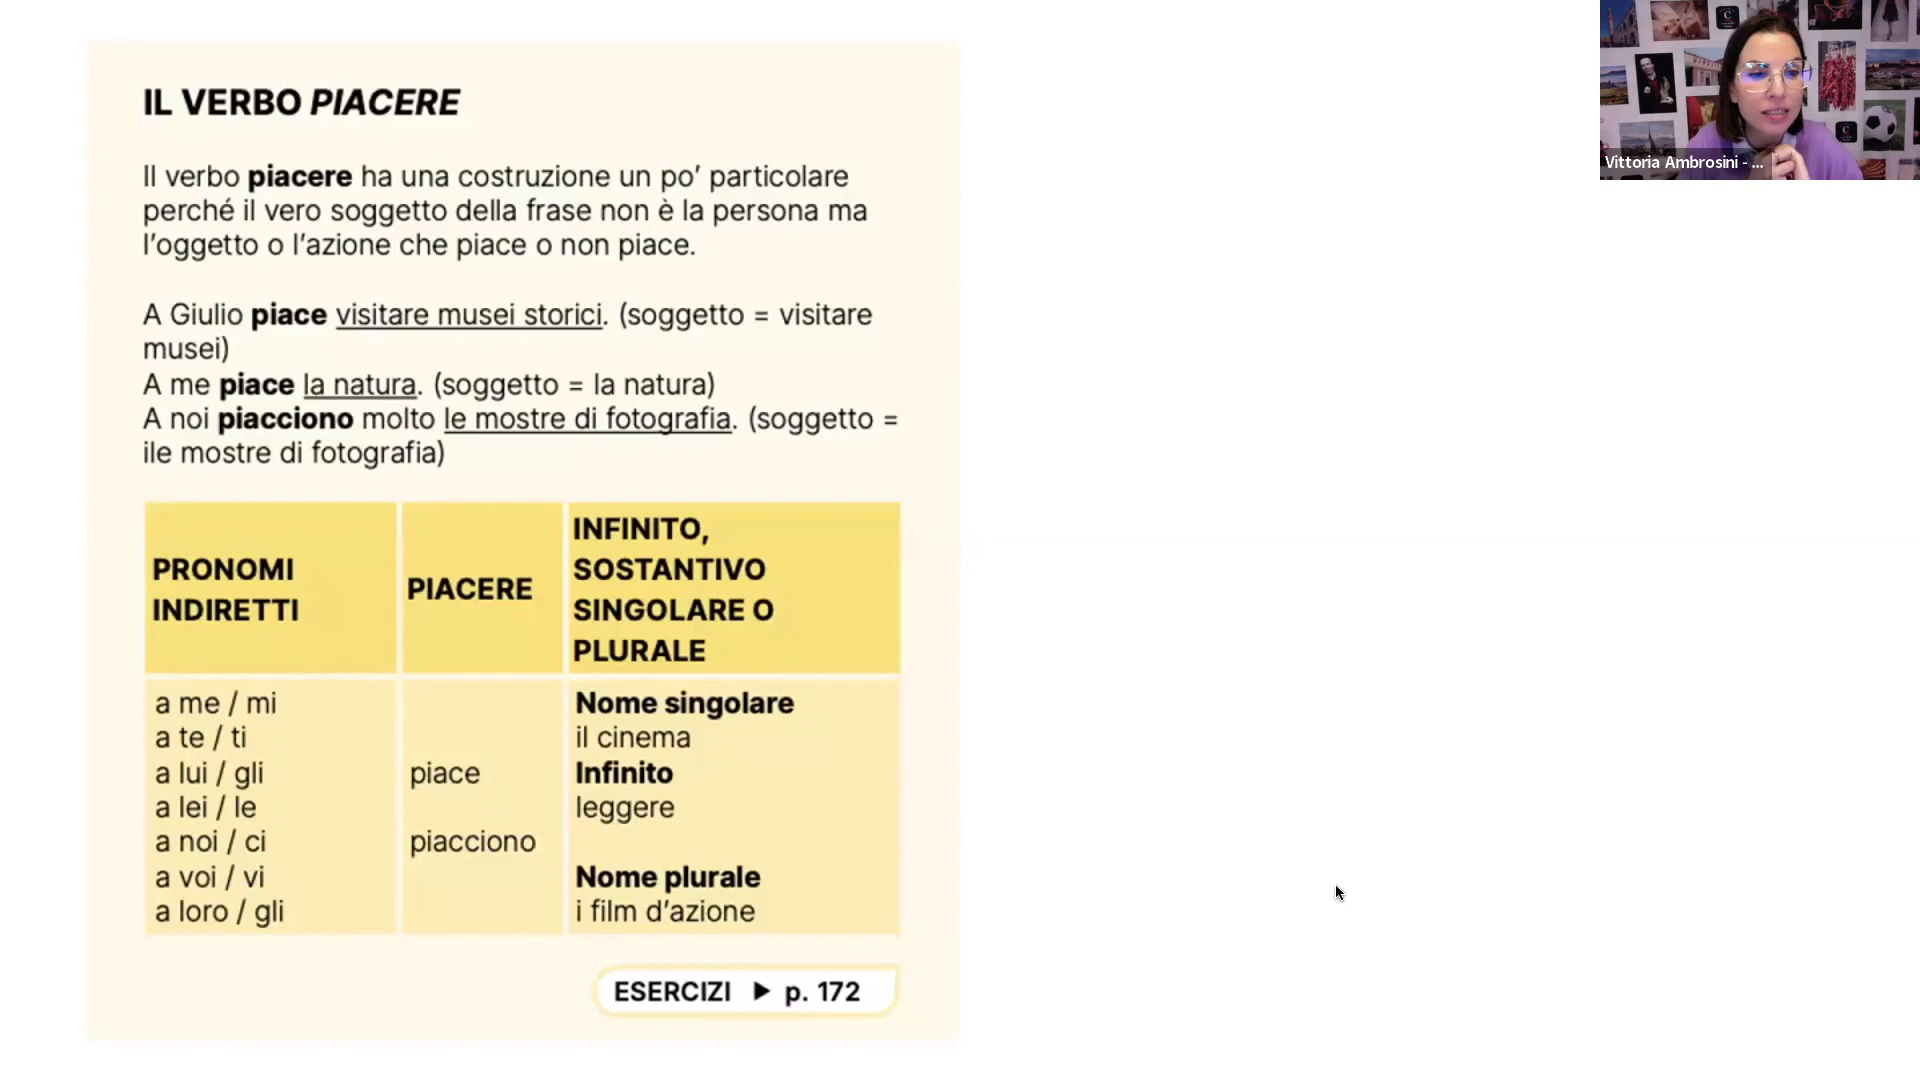 IL VERBO PIACERE
Il verbo piacere ha una costruzione un po’ particolare
perché il vero soggetto della frase non è la persona ma
l’oggetto o l’azione che piace o non piace.
A Giulio piace visitare musei storici. (soggetto = visitare
musei)
A me piace la natura. (soggetto = la natura)
A noi piacciono molto le mostre di fotografia. (soggetto =
ile mostre di fotografia)
PRONOMI
INDIRETTI
PIACERE
INFINITO,
SOSTANTIVO
SINGOLARE O
PLURALE
a me / mi
a te / ti
a lui / gli
a lei / le
a noi / ci
a voi / vi
a loro / gli
piace
piacciono
Nome singolare
il cinema
Infinito
leggere
Nome plurale
i film d’azione
ESERCIZI ▶ p. 172
Vittoria Ambrosini - ...